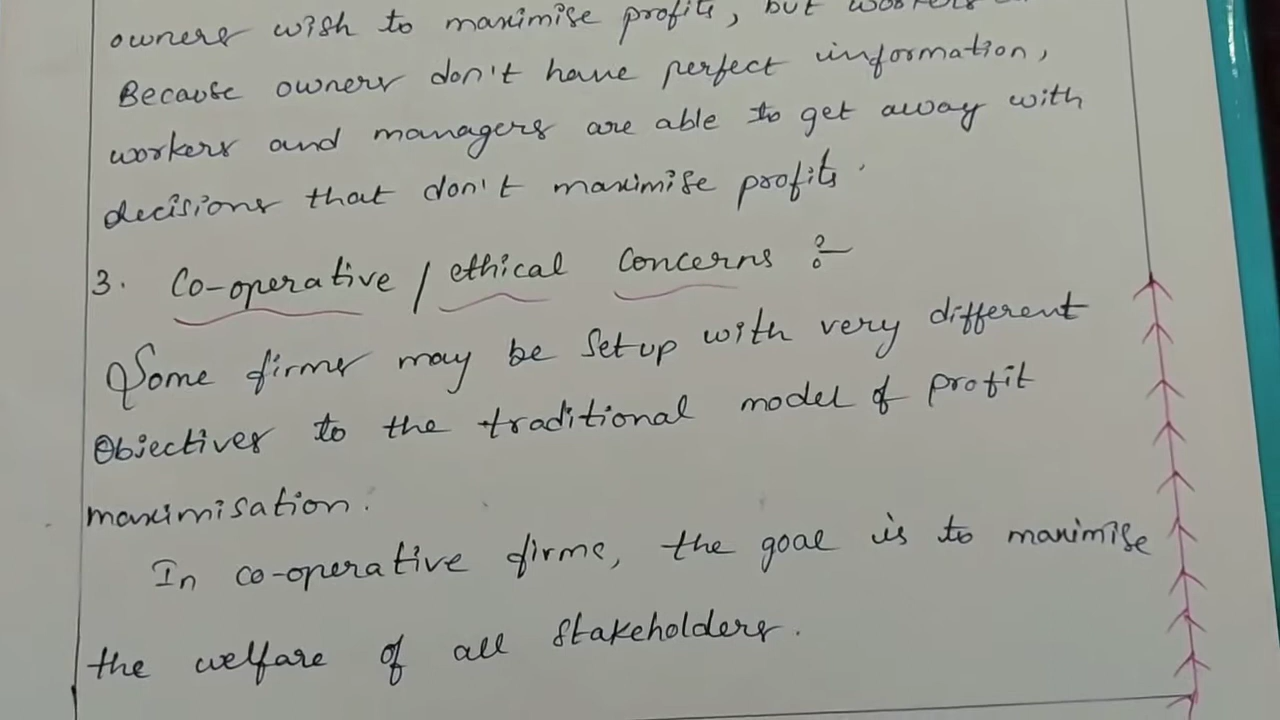 owners wish to maximise profits, but workers
Because owners don't have perfect information,
workers and managers are able to get away with
decisions that don't maximise profits.
3. Co-operative / ethical Concerns :-
Some firms may be Set up with very different
Objectives to the traditional model of profit
maximisation.
In co-operative firms, the goal is to maximise
the welfare of all Stakeholders.